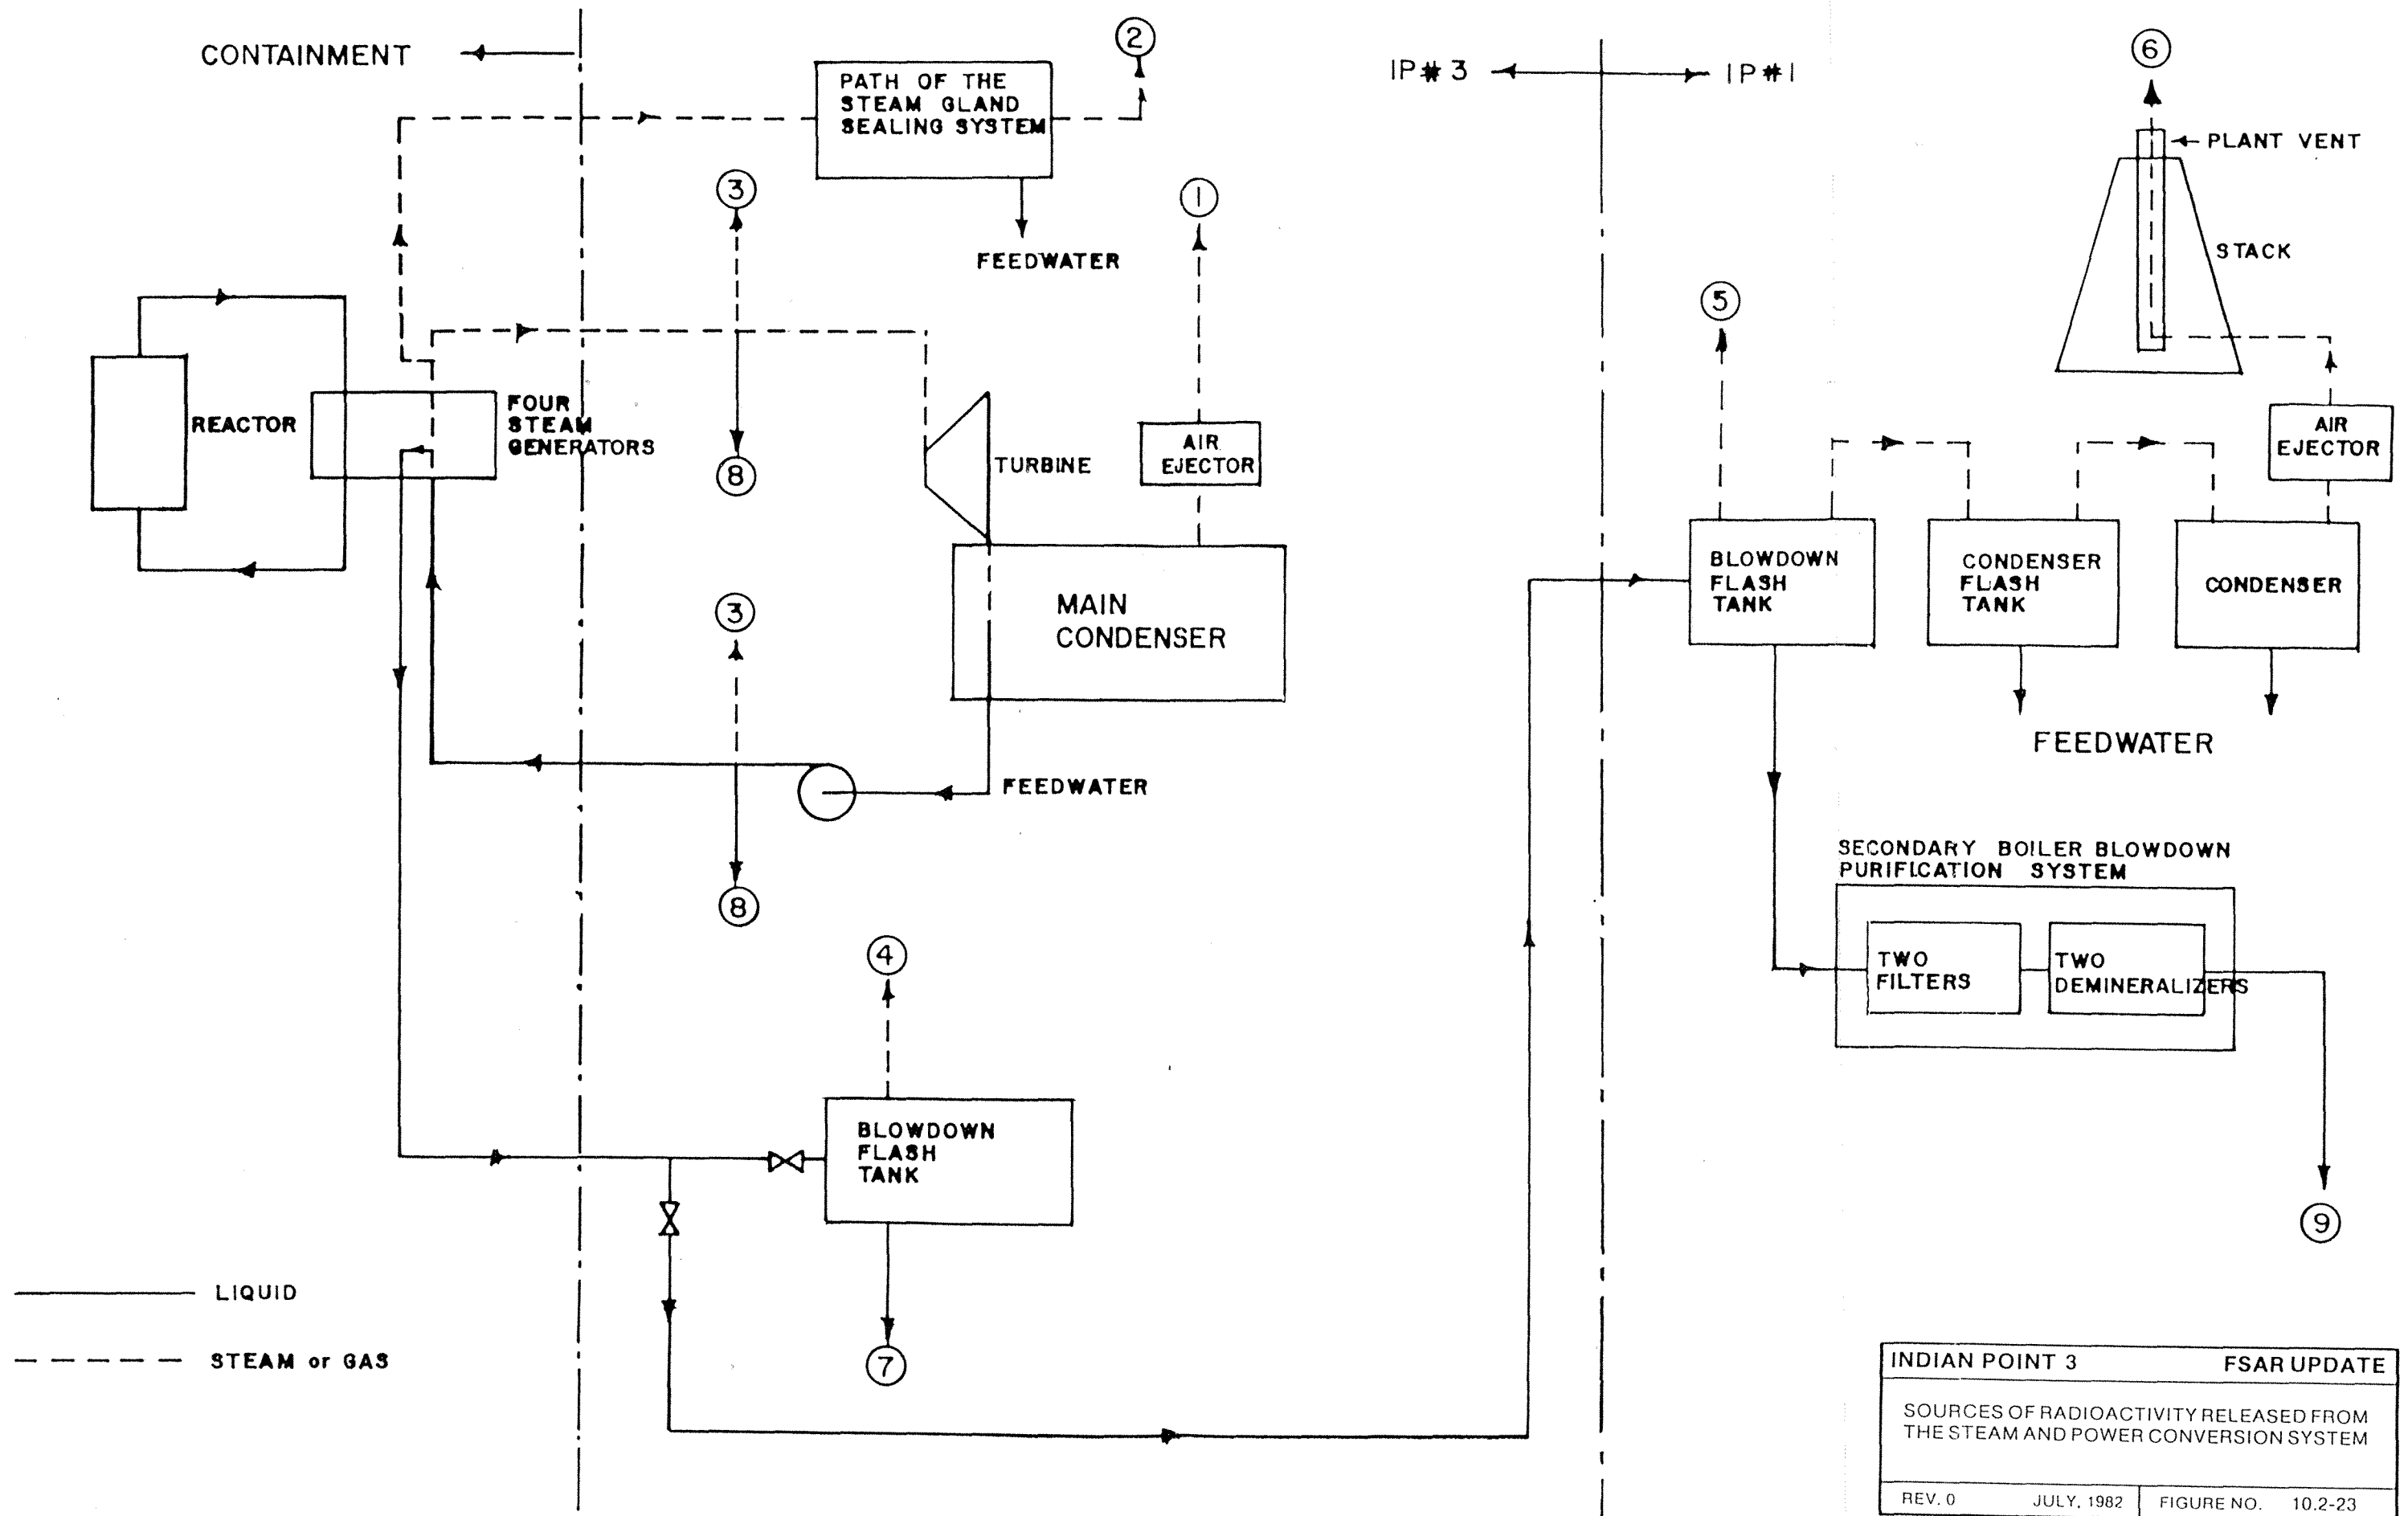 CONTAINMENT
2
PATH OF THE
STEAM GLAND
SEALING SYSTEM
FEEDWATER
3
1
8
REACTOR
FOUR
STEAM
GENERATORS
TURBINE
AIR
EJECTOR
MAIN
CONDENSER
3
FEEDWATER
8
4
BLOWDOWN
FLASH
TANK
7
LIQUID
STEAM or GAS
IP#3
IP#1
6
PLANT VENT
STACK
5
AIR
EJECTOR
BLOWDOWN
FLASH
TANK
CONDENSER
FLASH
TANK
CONDENSER
FEEDWATER
SECONDARY BOILER BLOWDOWN
PURIFICATION SYSTEM
TWO
FILTERS
TWO
DEMINERALIZERS
9
INDIAN POINT 3 FSAR UPDATE
SOURCES OF RADIOACTIVITY RELEASED FROM
THE STEAM AND POWER CONVERSION SYSTEM
REV. 0 JULY, 1982 FIGURE NO. 10.2-23